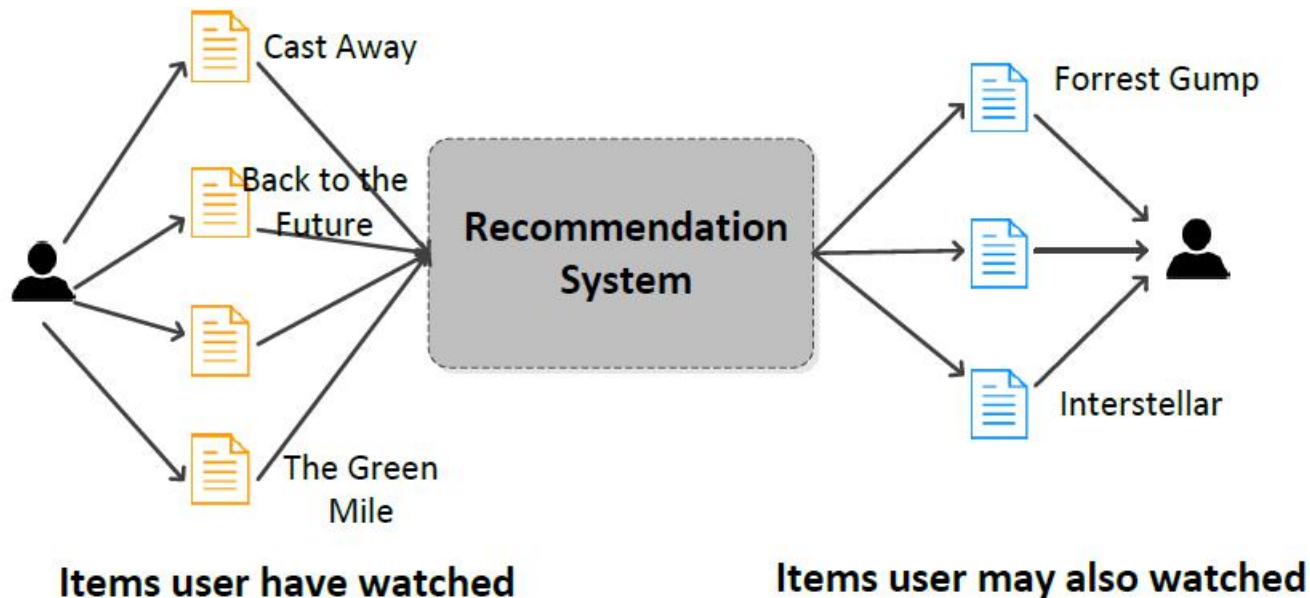 Cast Away
Back to the
Future
The Green
Mile
Items user have watched
Recommendation
System
Forrest Gump
Interstellar
Items user may also watched